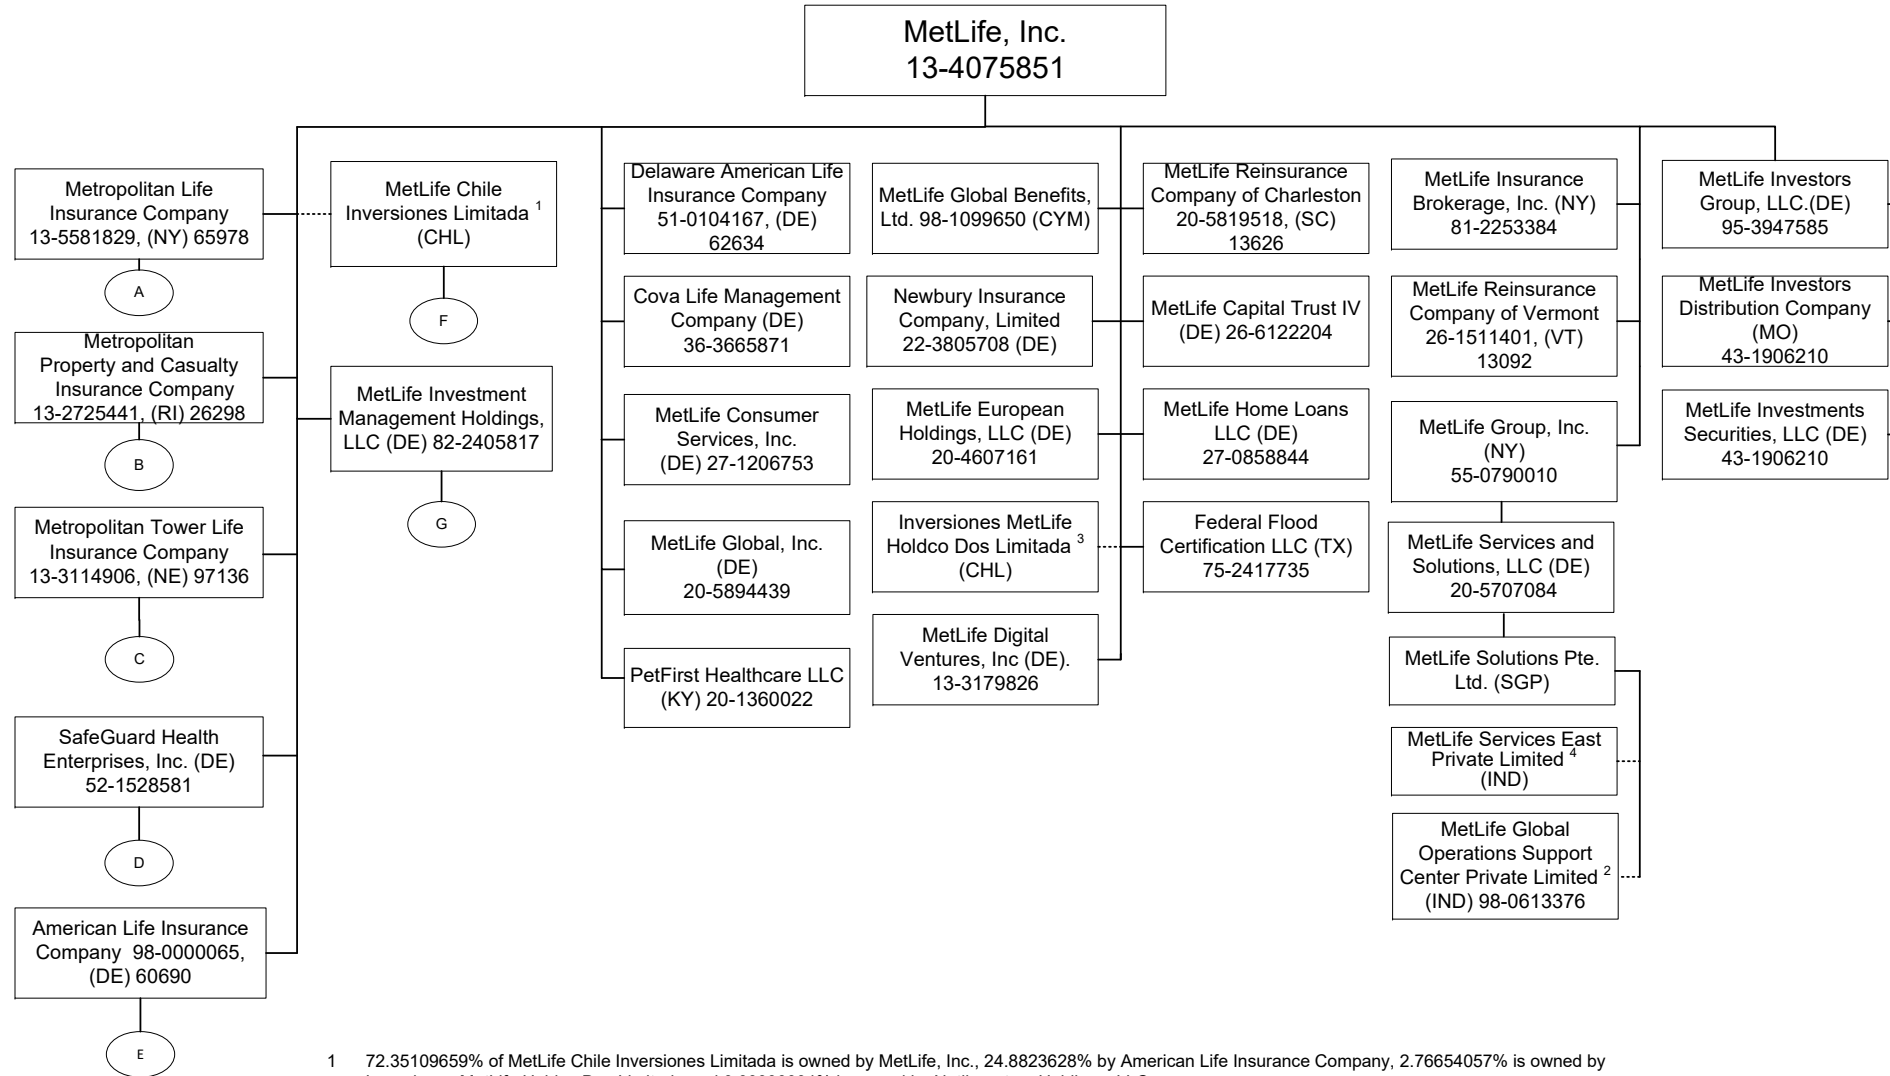 MetLife, Inc.
13-4075851
Metropolitan Life
Insurance Company
13-5581829, (NY) 65978
A
Metropolitan
Property and Casualty
Insurance Company
13-2725441, (RI) 26298
B
Metropolitan Tower Life
Insurance Company
13-3114906, (NE) 97136
C
SafeGuard Health
Enterprises, Inc. (DE)
52-1528581
D
American Life Insurance
Company 98-0000065,
(DE) 60690
E
MetLife Chile
Inversiones Limitada 1
(CHL)
F
MetLife Investment
Management Holdings,
LLC (DE) 82-2405817
G
Delaware American Life
Insurance Company
51-0104167, (DE)
62634
Cova Life Management
Company (DE)
36-3665871
MetLife Consumer
Services, Inc.
(DE) 27-1206753
MetLife Global, Inc.
(DE)
20-5894439
PetFirst Healthcare LLC
(KY) 20-1360022
MetLife Global Benefits,
Ltd. 98-1099650 (CYM)
Newbury Insurance
Company, Limited
22-3805708 (DE)
MetLife European
Holdings, LLC (DE)
20-4607161
Inversiones MetLife
Holdco Dos Limitada 3
(CHL)
MetLife Digital
Ventures, Inc (DE).
13-3179826
MetLife Reinsurance
Company of Charleston
20-5819518, (SC)
13626
MetLife Capital Trust IV
(DE) 26-6122204
MetLife Home Loans
LLC (DE)
27-0858844
Federal Flood
Certification LLC (TX)
75-2417735
MetLife Insurance
Brokerage, Inc. (NY)
81-2253384
MetLife Reinsurance
Company of Vermont
26-1511401, (VT)
13092
MetLife Group, Inc.
(NY)
55-0790010
MetLife Services and
Solutions, LLC (DE)
20-5707084
MetLife Solutions Pte.
Ltd. (SGP)
MetLife Services East
Private Limited 4
(IND)
MetLife Global
Operations Support
Center Private Limited 2
(IND) 98-0613376
MetLife Investors
Group, LLC.(DE)
95-3947585
MetLife Investors
Distribution Company
(MO)
43-1906210
MetLife Investments
Securities, LLC (DE)
43-1906210
1 72.35109659% of MetLife Chile Inversiones Limitada is owned by MetLife, Inc., 24.8823628% by American Life Insurance Company, 2.76654057% is owned by